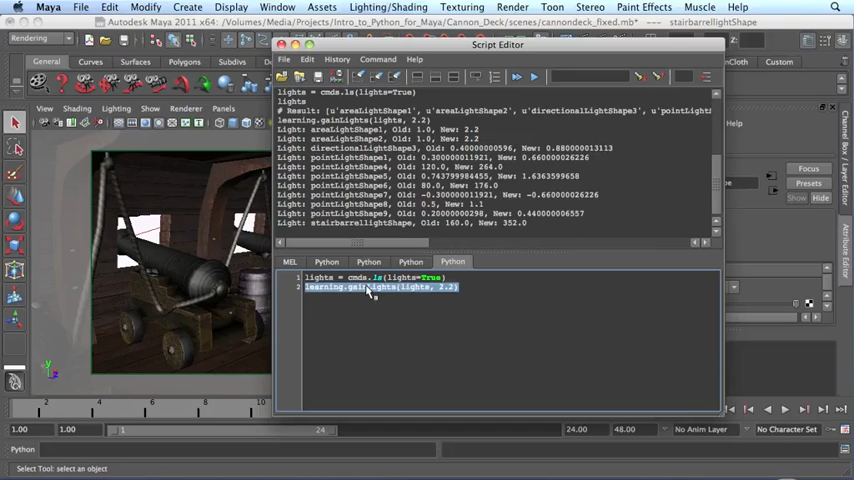 Maya File Edit Modify Create Display Window Assets Lighting/Shading Texturing Render Toon Stereo Paint Effects Muscle Help
Autodesk Maya 2011 x64: /Volumes/Media/Projects/Intro_to_Python_for_Maya/Cannon_Deck/scenes/cannondeck_fixed.mb* --- stairbarrellightShape
Rendering
X:
Y:
Script Editor
General Curves Surfaces Polygons
Muscle
File Edit History Command Help
View Shading Lighting Show Renderer Panels
lights = cmds.ls(lights=True)
lights
# Result: [u'areaLightShape1', u'areaLightShape2', u'directionalLightShape3', u'pointLight
learning.gainLights(lights, 2.2)
Light: areaLightShape1, Old: 1.0, New: 2.2
Light: areaLightShape2, Old: 1.0, New: 2.2
Light: directionalLightShape3, Old: 0.40000000596, New: 0.880000013113
Light: pointLightShape1, Old: 0.300000011921, New: 0.660000026226
Light: pointLightShape4, Old: 120.0, New: 264.0
Light: pointLightShape5, Old: 0.743799984455, New: 1.6363599658
Light: pointLightShape6, Old: 80.0, New: 176.0
Light: pointLightShape7, Old: -0.300000011921, New: -0.660000026226
Light: pointLightShape8, Old: 0.5, New: 1.1
Light: pointLightShape9, Old: 0.20000000298, New: 0.440000006557
Light: stairbarrellightShape, Old: 160.0, New: 352.0
Help
Focus
Presets
Show Hide
Channel Box / Layer Editor
Attribute Editor
MEL Python Python Python Python
1 lights = cmds.ls(lights=True)
2 learning.gainLights(lights, 2.2)
y
z
2 4 6 8 10
1.00 1.00 1 24 24.00 48.00 No Anim Layer No Character Set
Python
Select Tool: select an object